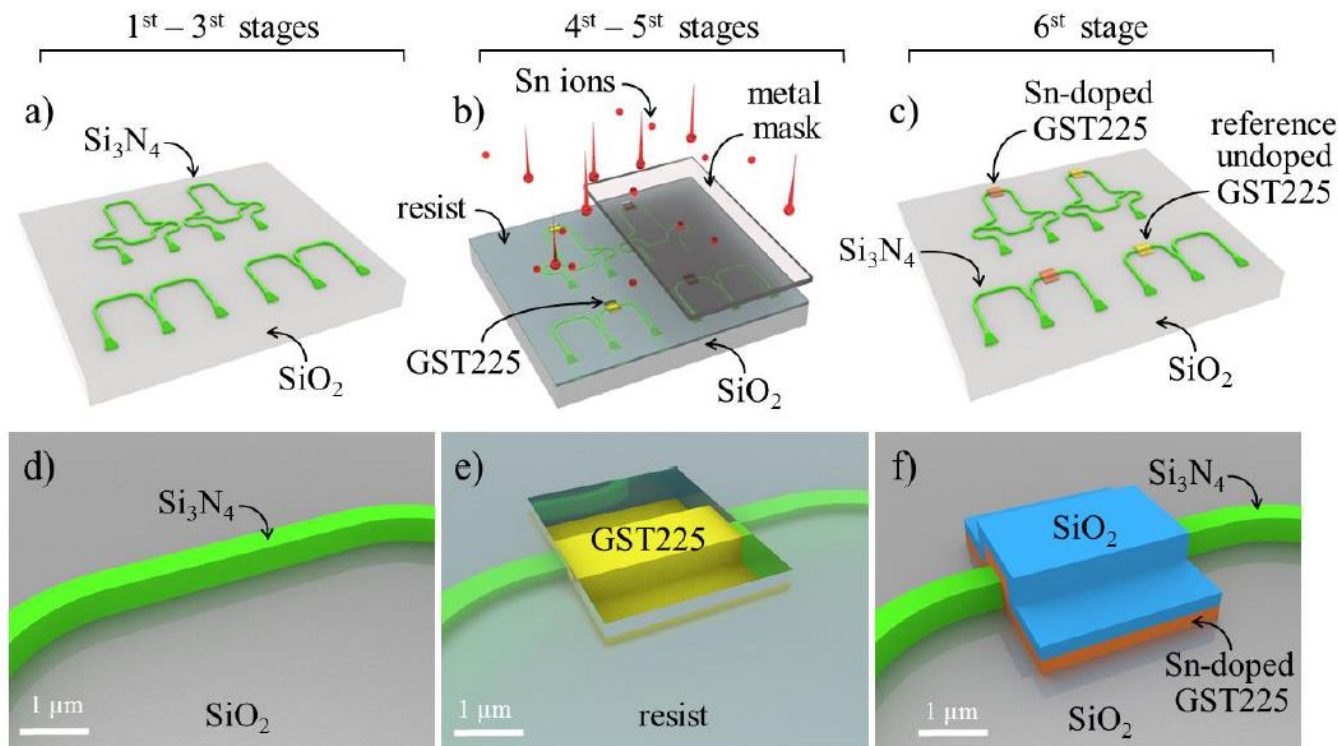 1st – 3st stages
4st – 5st stages
6st stage
a)
Si3N4
SiO2
b)
Sn ions
metal
mask
resist
GST225
SiO2
c)
Sn-doped
GST225
reference
undoped
GST225
Si3N4
SiO2
d)
Si3N4
1 μm
SiO2
e)
GST225
1 μm
resist
f)
Si3N4
SiO2
Sn-doped
GST225
1 μm
SiO2